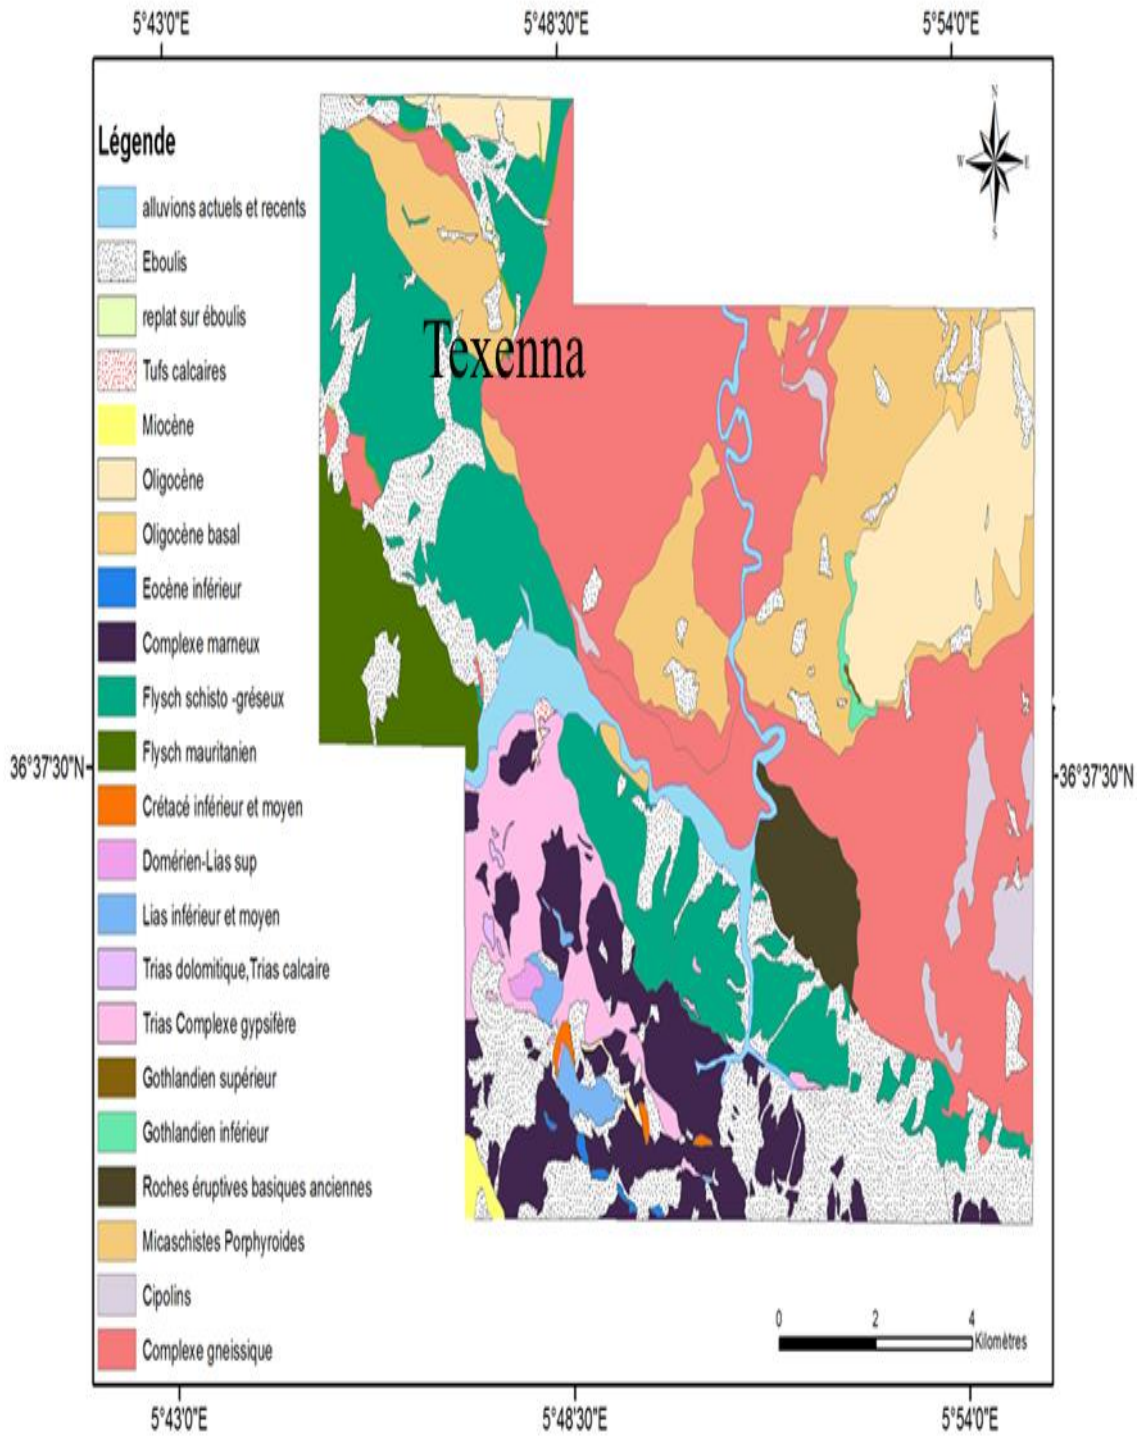 5°43'0"E 5°48'30"E 5°54'0"E
N
W E
S
Légende
alluvions actuels et recents
Eboulis
replat sur éboulis
Tufs calcaires
Miocène
Oligocène
Oligocène basal
Eocène inférieur
Complexe marneux
Flysch schisto -gréseux
Flysch mauritanien
Crétacé inférieur et moyen
Domérien-Lias sup
Lias inférieur et moyen
Trias dolomitique,Trias calcaire
Trias Complexe gypsifère
Gothlandien supérieur
Gothlandien inférieur
Roches éruptives basiques anciennes
Micaschistes Porphyroides
Cipolins
Complexe gneissique
Texenna
36°37'30"N 36°37'30"N
0 2 4
Kilomètres
5°43'0"E 5°48'30"E 5°54'0"E